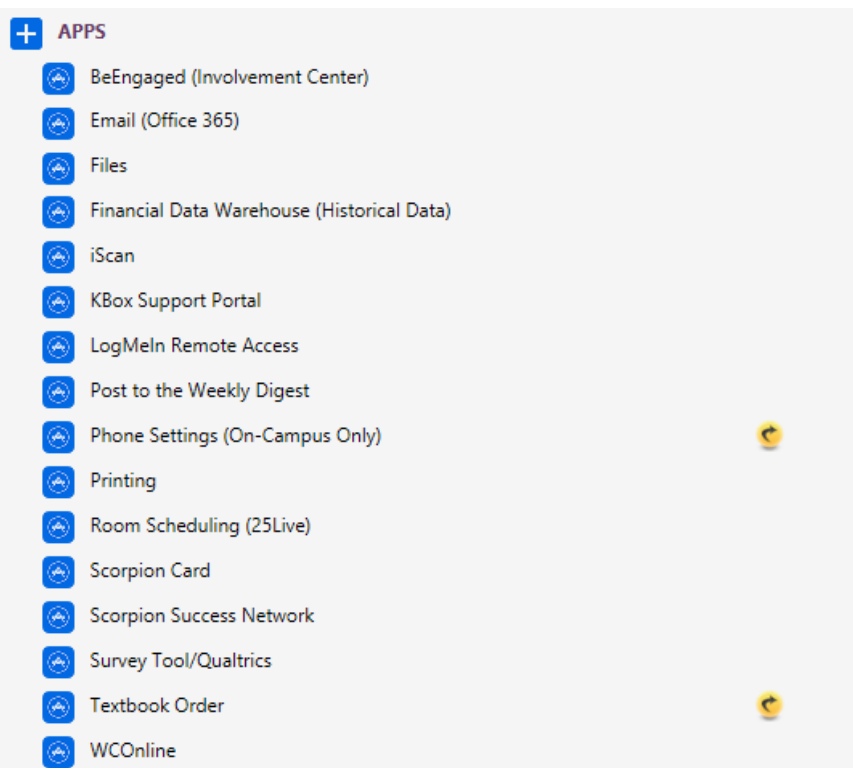 APPS
BeEngaged (Involvement Center)
Email (Office 365)
Files
Financial Data Warehouse (Historical Data)
iScan
KBox Support Portal
LogMeIn Remote Access
Post to the Weekly Digest
Phone Settings (On-Campus Only)
Printing
Room Scheduling (25Live)
Scorpion Card
Scorpion Success Network
Survey Tool/Qualtrics
Textbook Order
WCOnline